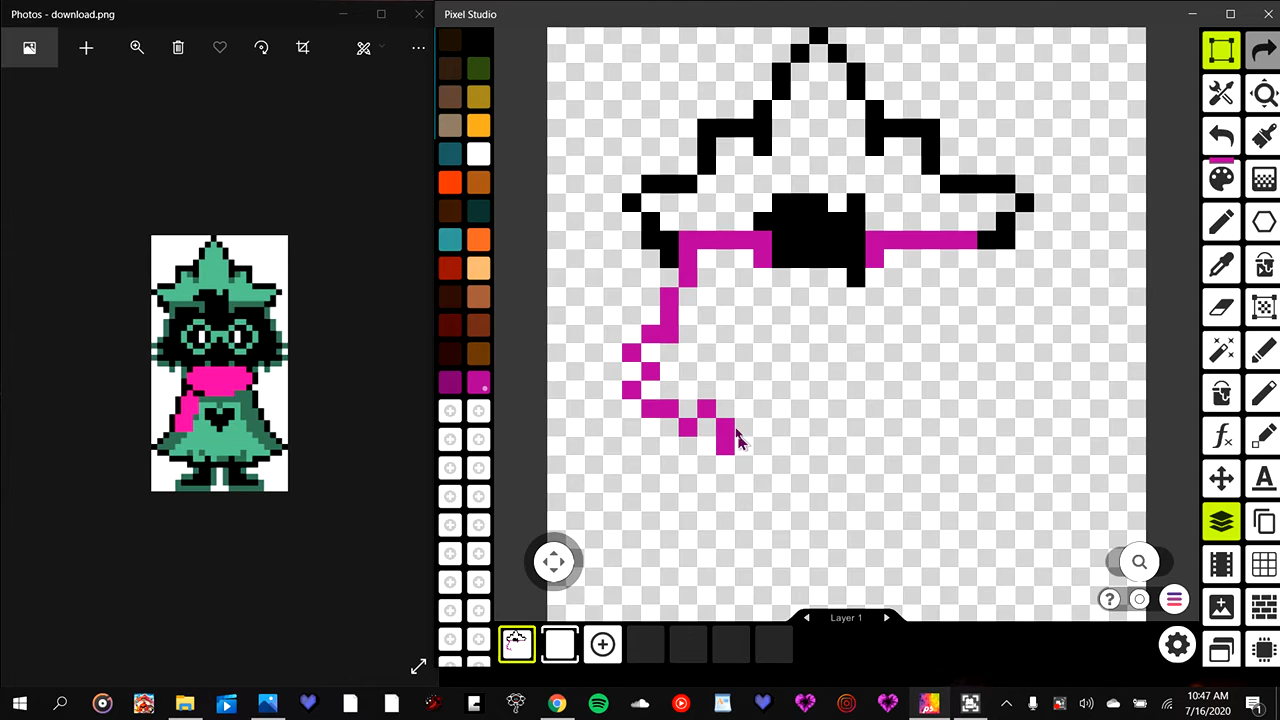 Photos - download.png
Pixel Studio
Layer 1
10:47 AM
7/16/2020